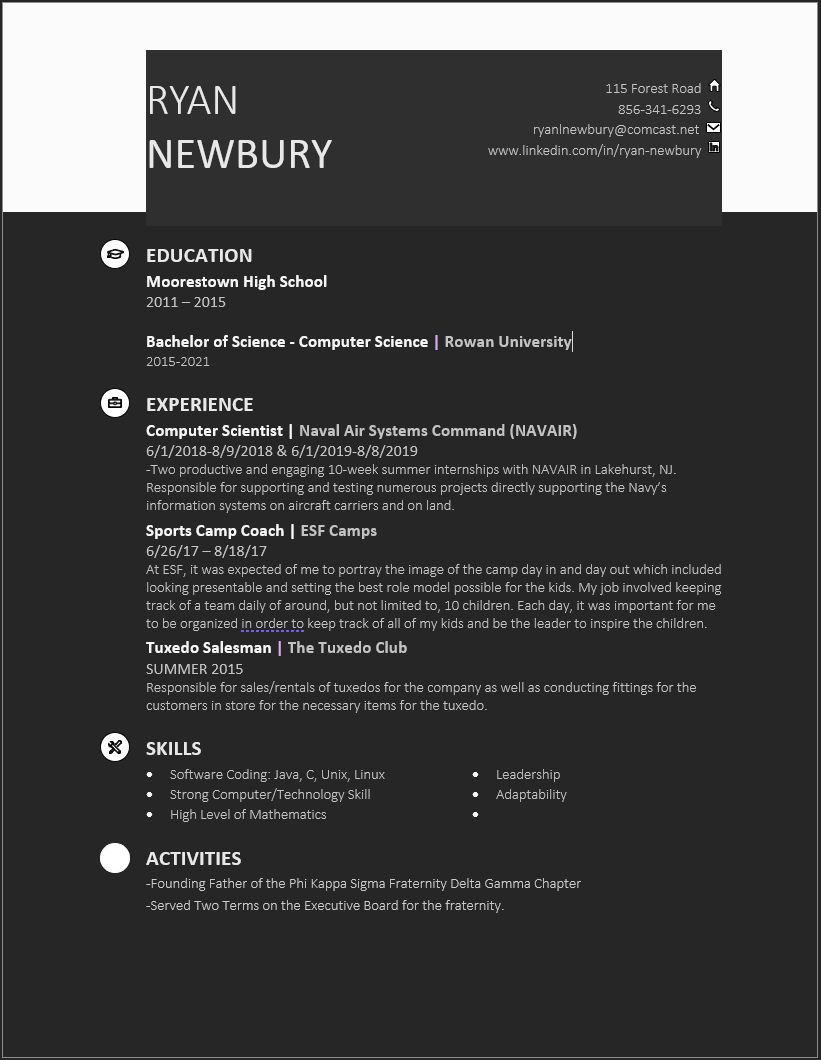 RYAN
NEWBURY
115 Forest Road
856-341-6293
ryanlnewbury@comcast.net
www.linkedin.com/in/ryan-newbury
EDUCATION
Moorestown High School
2011 – 2015
Bachelor of Science - Computer Science | Rowan University
2015-2021
EXPERIENCE
Computer Scientist | Naval Air Systems Command (NAVAIR)
6/1/2018-8/9/2018 & 6/1/2019-8/8/2019
-Two productive and engaging 10-week summer internships with NAVAIR in Lakehurst, NJ.
Responsible for supporting and testing numerous projects directly supporting the Navy’s
information systems on aircraft carriers and on land.
Sports Camp Coach | ESF Camps
6/26/17 – 8/18/17
At ESF, it was expected of me to portray the image of the camp day in and day out which included
looking presentable and setting the best role model possible for the kids. My job involved keeping
track of a team daily of around, but not limited to, 10 children. Each day, it was important for me
to be organized in order to keep track of all of my kids and be the leader to inspire the children.
Tuxedo Salesman | The Tuxedo Club
SUMMER 2015
Responsible for sales/rentals of tuxedos for the company as well as conducting fittings for the
customers in store for the necessary items for the tuxedo.
SKILLS
• Software Coding: Java, C, Unix, Linux
• Strong Computer/Technology Skill
• High Level of Mathematics
• Leadership
• Adaptability
•
ACTIVITIES
-Founding Father of the Phi Kappa Sigma Fraternity Delta Gamma Chapter
-Served Two Terms on the Executive Board for the fraternity.